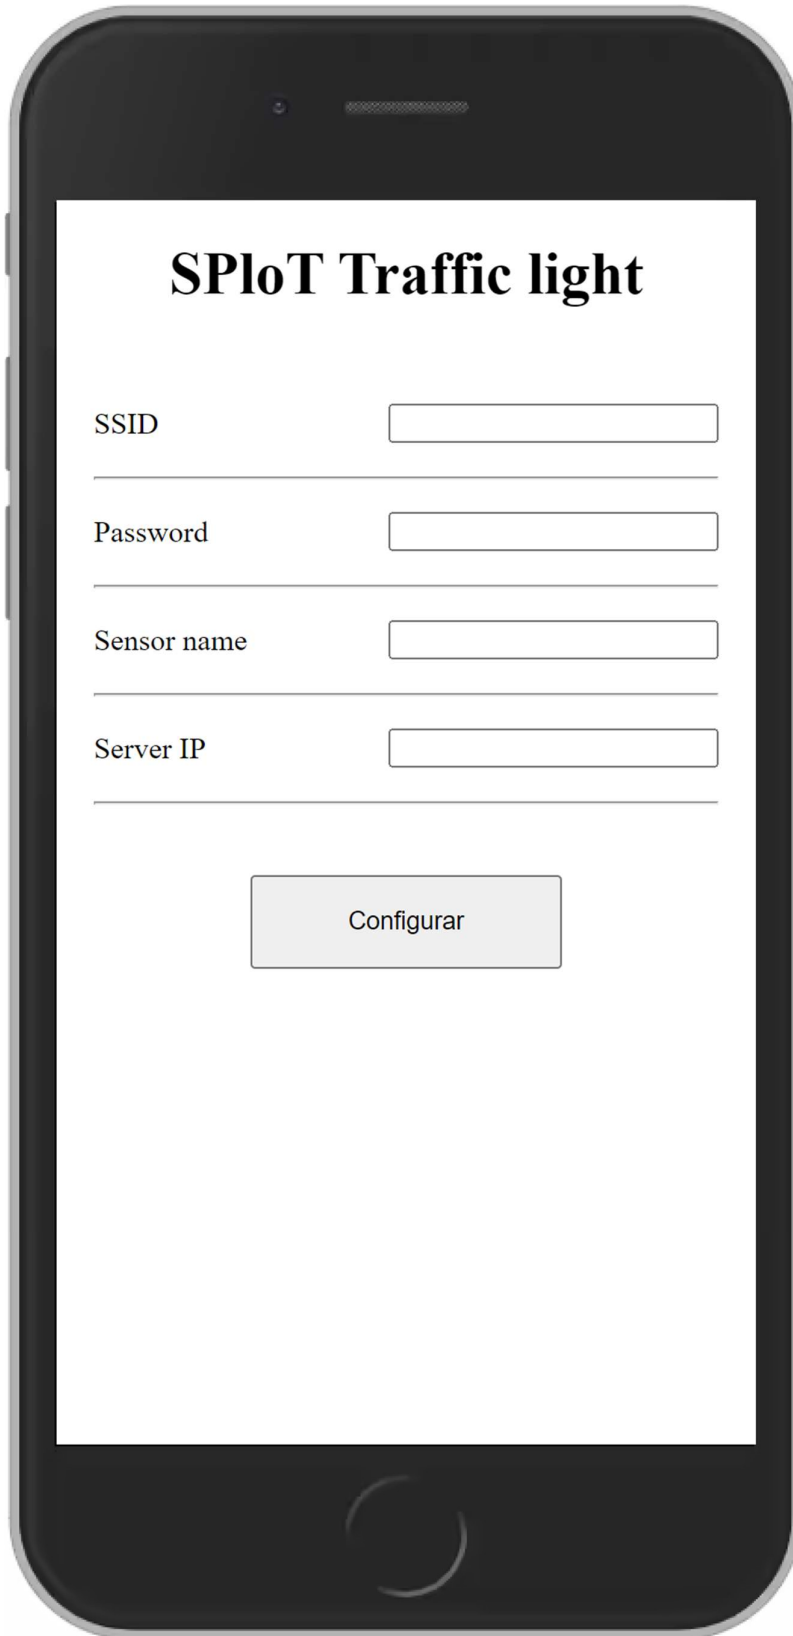 SPIoT Traffic light
SSID
Password
Sensor name
Server IP
Configurar